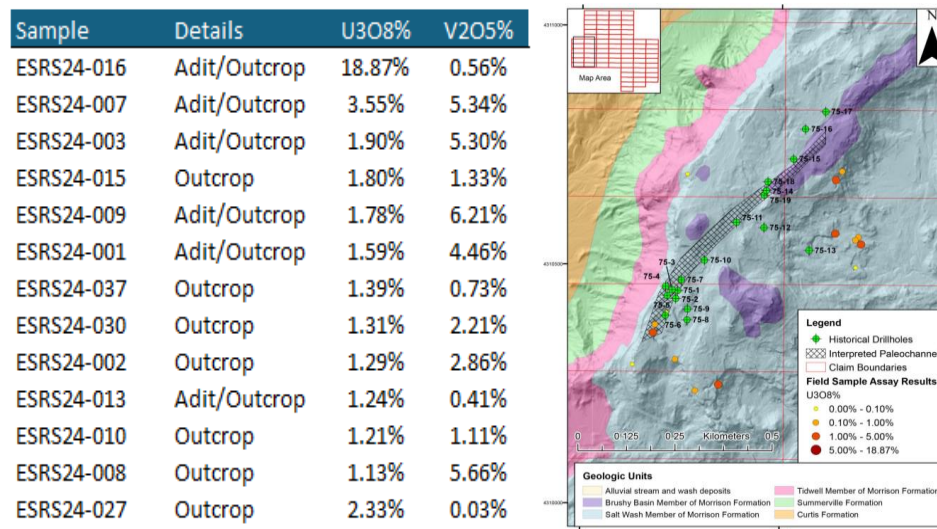 Sample Details U3O8% V2O5%
ESRS24-016 Adit/Outcrop 18.87% 0.56%
ESRS24-007 Adit/Outcrop 3.55% 5.34%
ESRS24-003 Adit/Outcrop 1.90% 5.30%
ESRS24-015 Outcrop 1.80% 1.33%
ESRS24-009 Adit/Outcrop 1.78% 6.21%
ESRS24-001 Adit/Outcrop 1.59% 4.46%
ESRS24-037 Outcrop 1.39% 0.73%
ESRS24-030 Outcrop 1.31% 2.21%
ESRS24-002 Outcrop 1.29% 2.86%
ESRS24-013 Adit/Outcrop 1.24% 0.41%
ESRS24-010 Outcrop 1.21% 1.11%
ESRS24-008 Outcrop 1.13% 5.66%
ESRS24-027 Outcrop 2.33% 0.03%
4311000
N
Map Area
75-17
75-16
75-15
75-18
75-14
75-19
75-11
75-12
75-13
75-3
75-10
4310500
75-4
75-7
75-1
75-2
75-5
75-9
75-6
75-8
Legend
Historical Drillholes
Interpreted Paleochannel
Claim Boundaries
Field Sample Assay Results
U3O8%
0.00% - 0.10%
0.10% - 1.00%
1.00% - 5.00%
5.00% - 18.87%
0 0.125 0.25 Kilometers 0.5
Geologic Units
Alluvial stream and wash deposits
Brushy Basin Member of Morrison Formation
Salt Wash Member of Morrison Formation
Tidwell Member of Morrison Formation
Summerville Formation
Curtis Formation